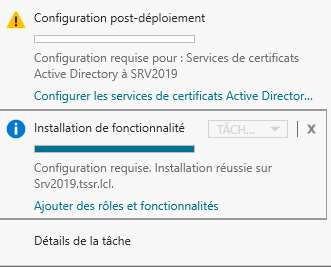 Configuration post-déploiement
Configuration requise pour : Services de certificats
Active Directory à SRV2019
Configurer les services de certificats Active Director...
Installation de fonctionnalité TÂCH... X
Configuration requise. Installation réussie sur
Srv2019.tssr.lcl.
Ajouter des rôles et fonctionnalités
Détails de la tâche